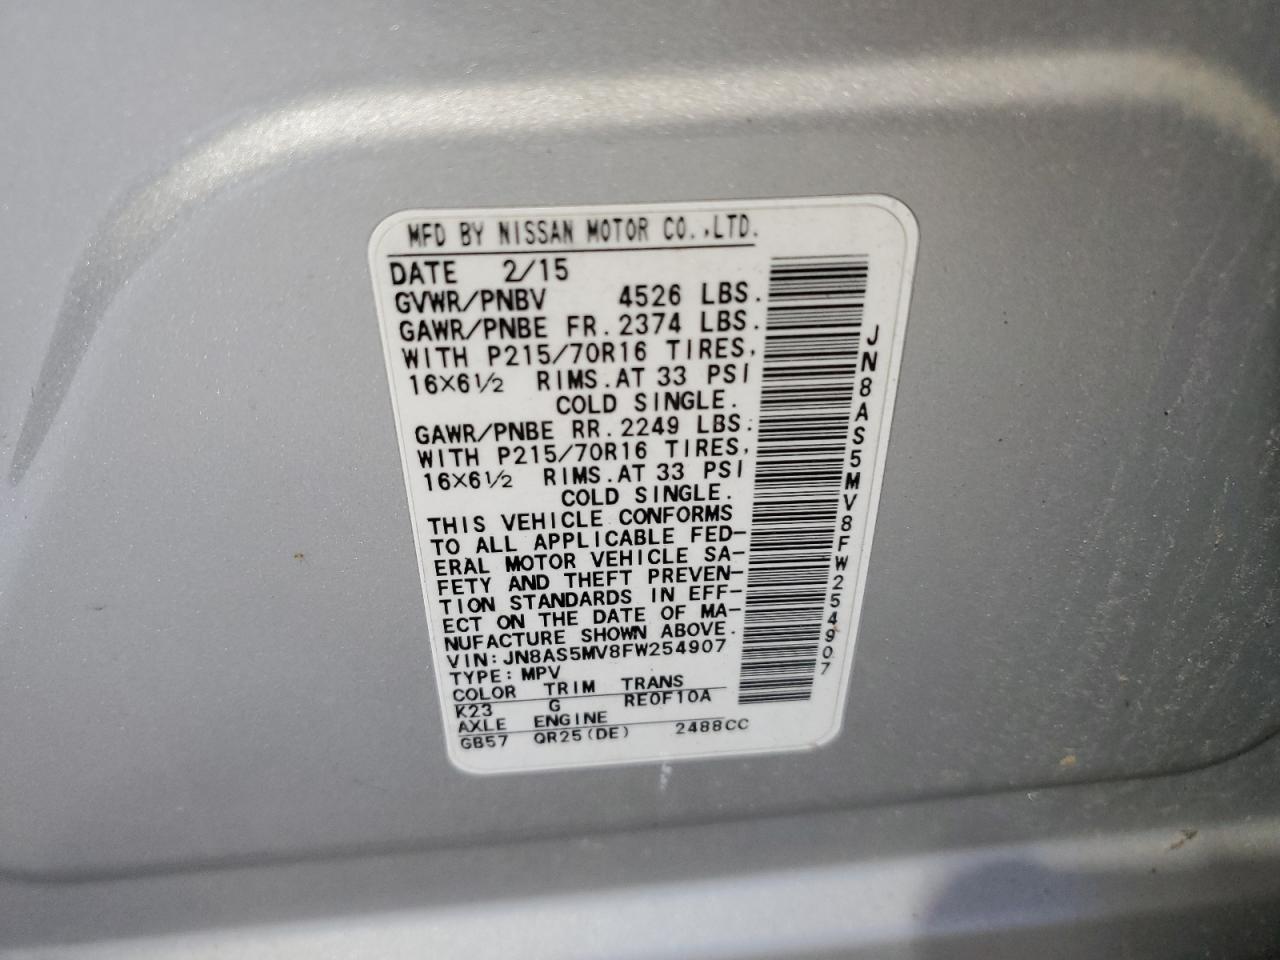 MFD BY NISSAN MOTOR CO.,LTD.
DATE 2/15
GVWR/PNBV 4526 LBS.
GAWR/PNBE FR.2374 LBS.
WITH P215/70R16 TIRES,
16X6½ RIMS.AT 33 PSI
COLD SINGLE.
GAWR/PNBE RR.2249 LBS.
WITH P215/70R16 TIRES,
16X6½ RIMS.AT 33 PSI
COLD SINGLE.
THIS VEHICLE CONFORMS
TO ALL APPLICABLE FED-
ERAL MOTOR VEHICLE SA-
FETY AND THEFT PREVEN-
TION STANDARDS IN EFF-
ECT ON THE DATE OF MA-
NUFACTURE SHOWN ABOVE.
VIN:JN8AS5MV8FW254907
TYPE:MPV
COLOR TRIM TRANS
K23 G RE0F10A
AXLE ENGINE
GB57 QR25(DE) 2488CC
JN8AS5MV8FW254907